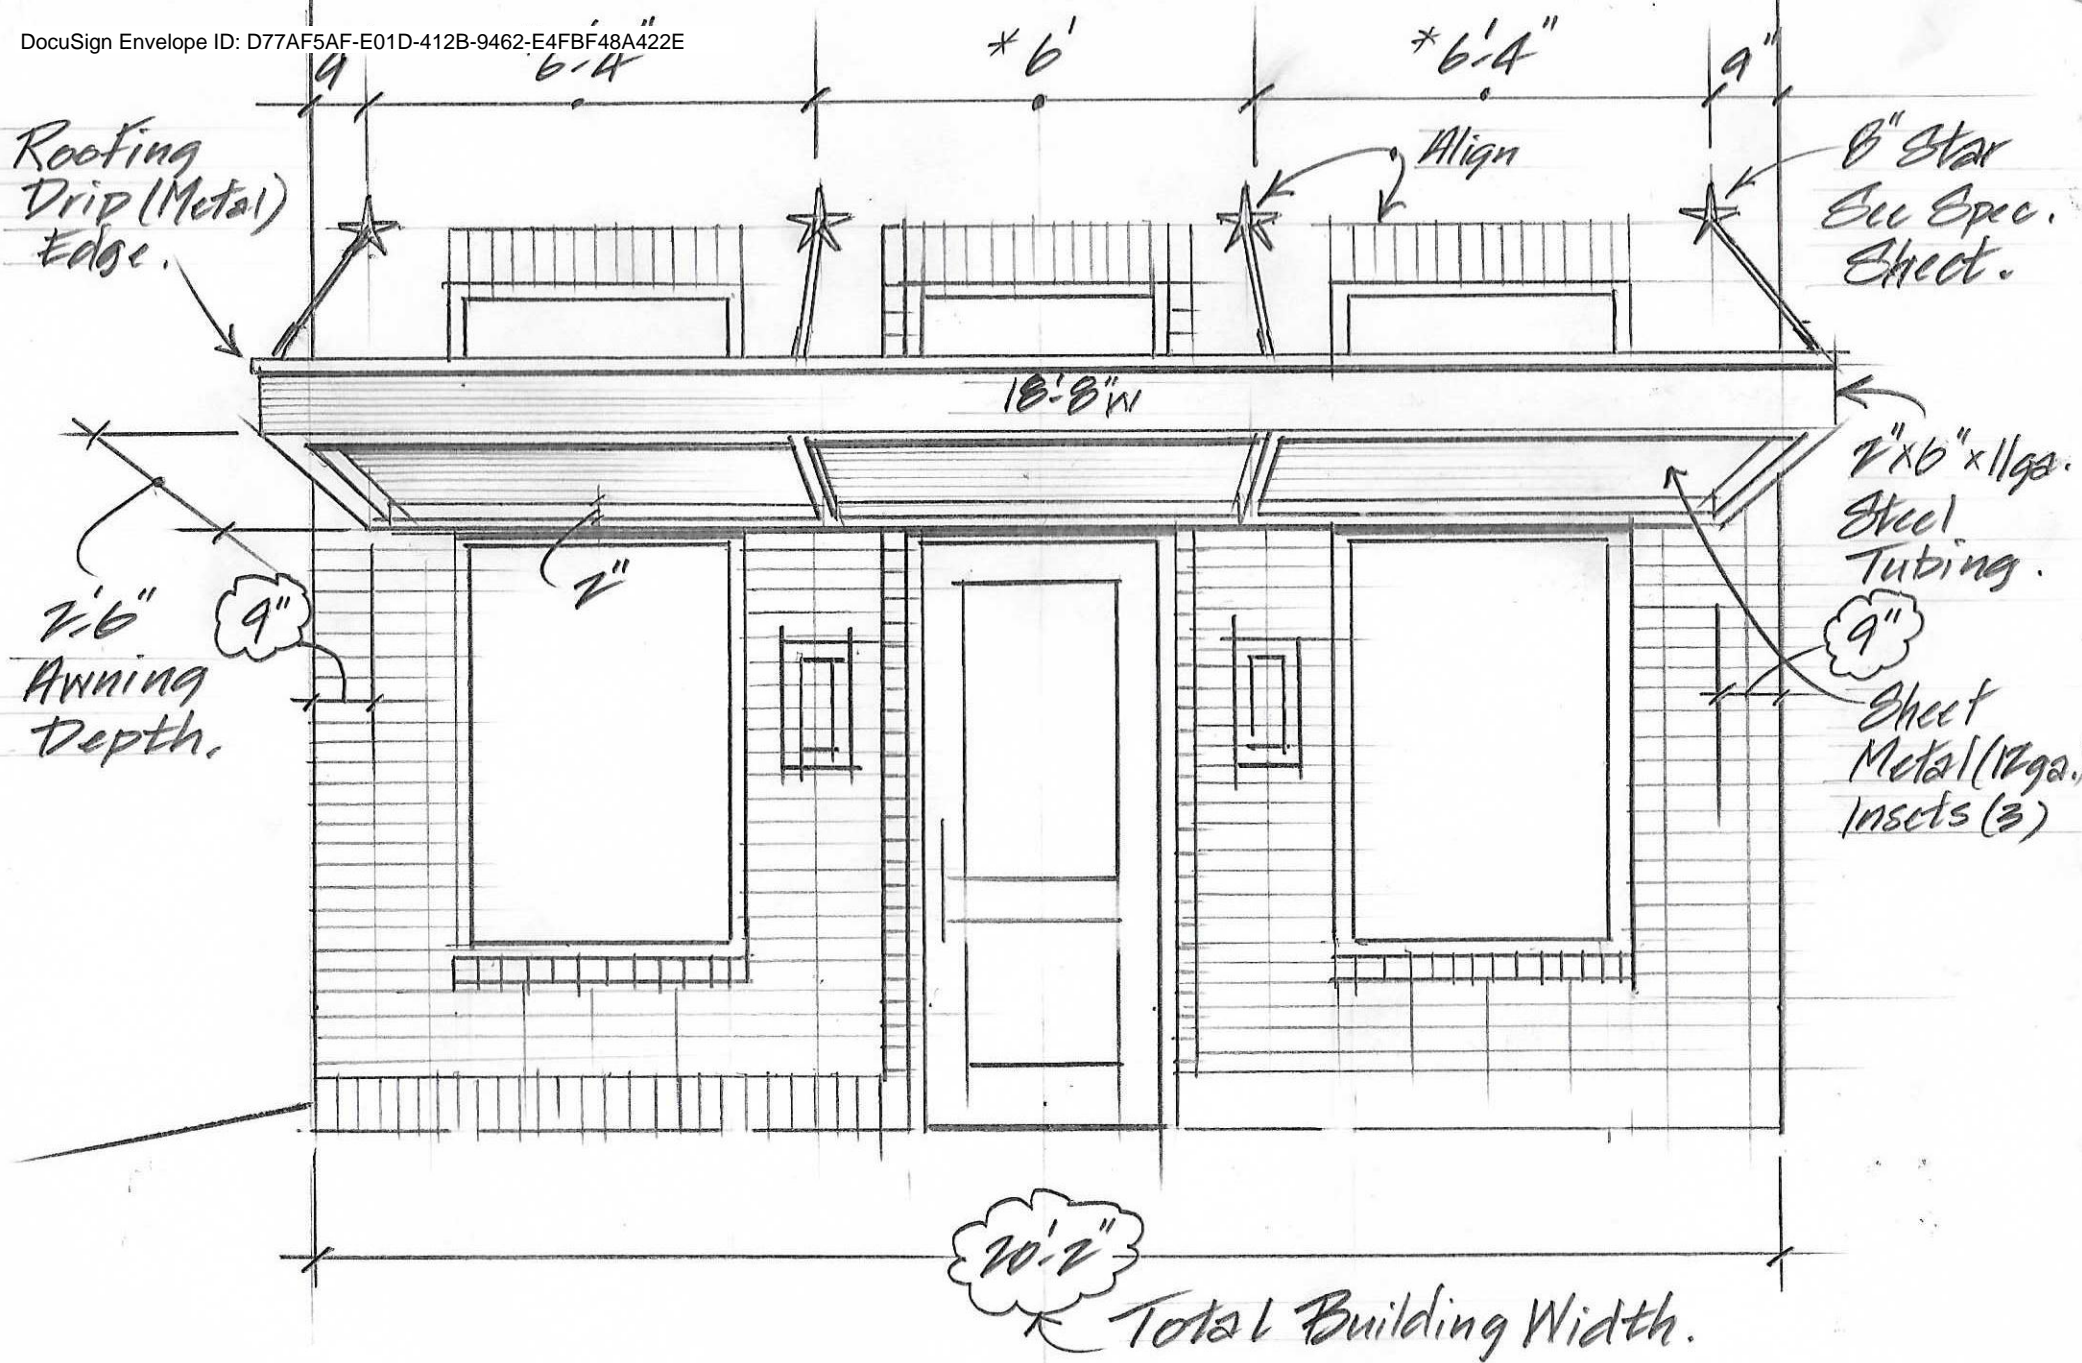 DocuSign Envelope ID: D77AF5AF-E01D-412B-9462-E4FBF48A422E
9"
6'-4"
*6'
*6'-4"
9"
Roofing
Drip (Metal)
Edge.
Align
8" Star
See Spec.
Sheet.
18'-8"W
2"x6"x11ga.
Steel
Tubing.
2"
2'-6"
Awning
Depth.
9"
9"
Sheet
Metal (12ga.)
Insets (3)
20'-2"
Total Building Width.